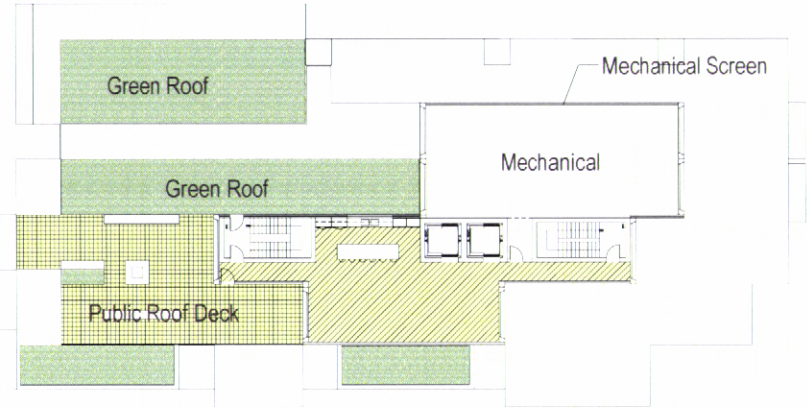 Green Roof
Mechanical Screen
Mechanical
Green Roof
Public Roof Deck